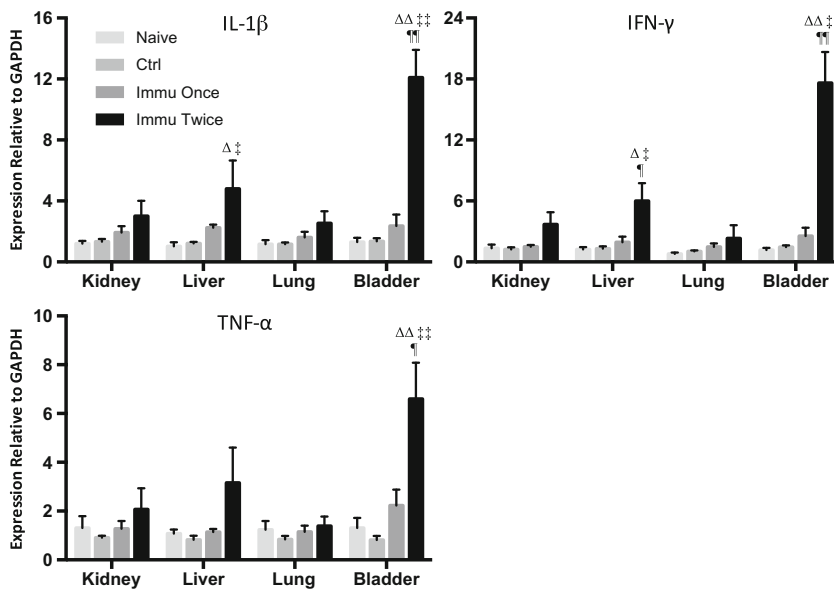 IL-1β
Expression Relative to GAPDH
16
12
8
4
0
Naive
Ctrl
Immu Once
Immu Twice
Δ ‡
ΔΔ ‡‡
¶¶
Kidney Liver Lung Bladder
IFN-γ
24
18
12
6
0
Δ ‡
¶
ΔΔ ‡
¶¶
Kidney Liver Lung Bladder
TNF-α
Expression Relative to GAPDH
10
8
6
4
2
0
ΔΔ ‡‡
¶
Kidney Liver Lung Bladder